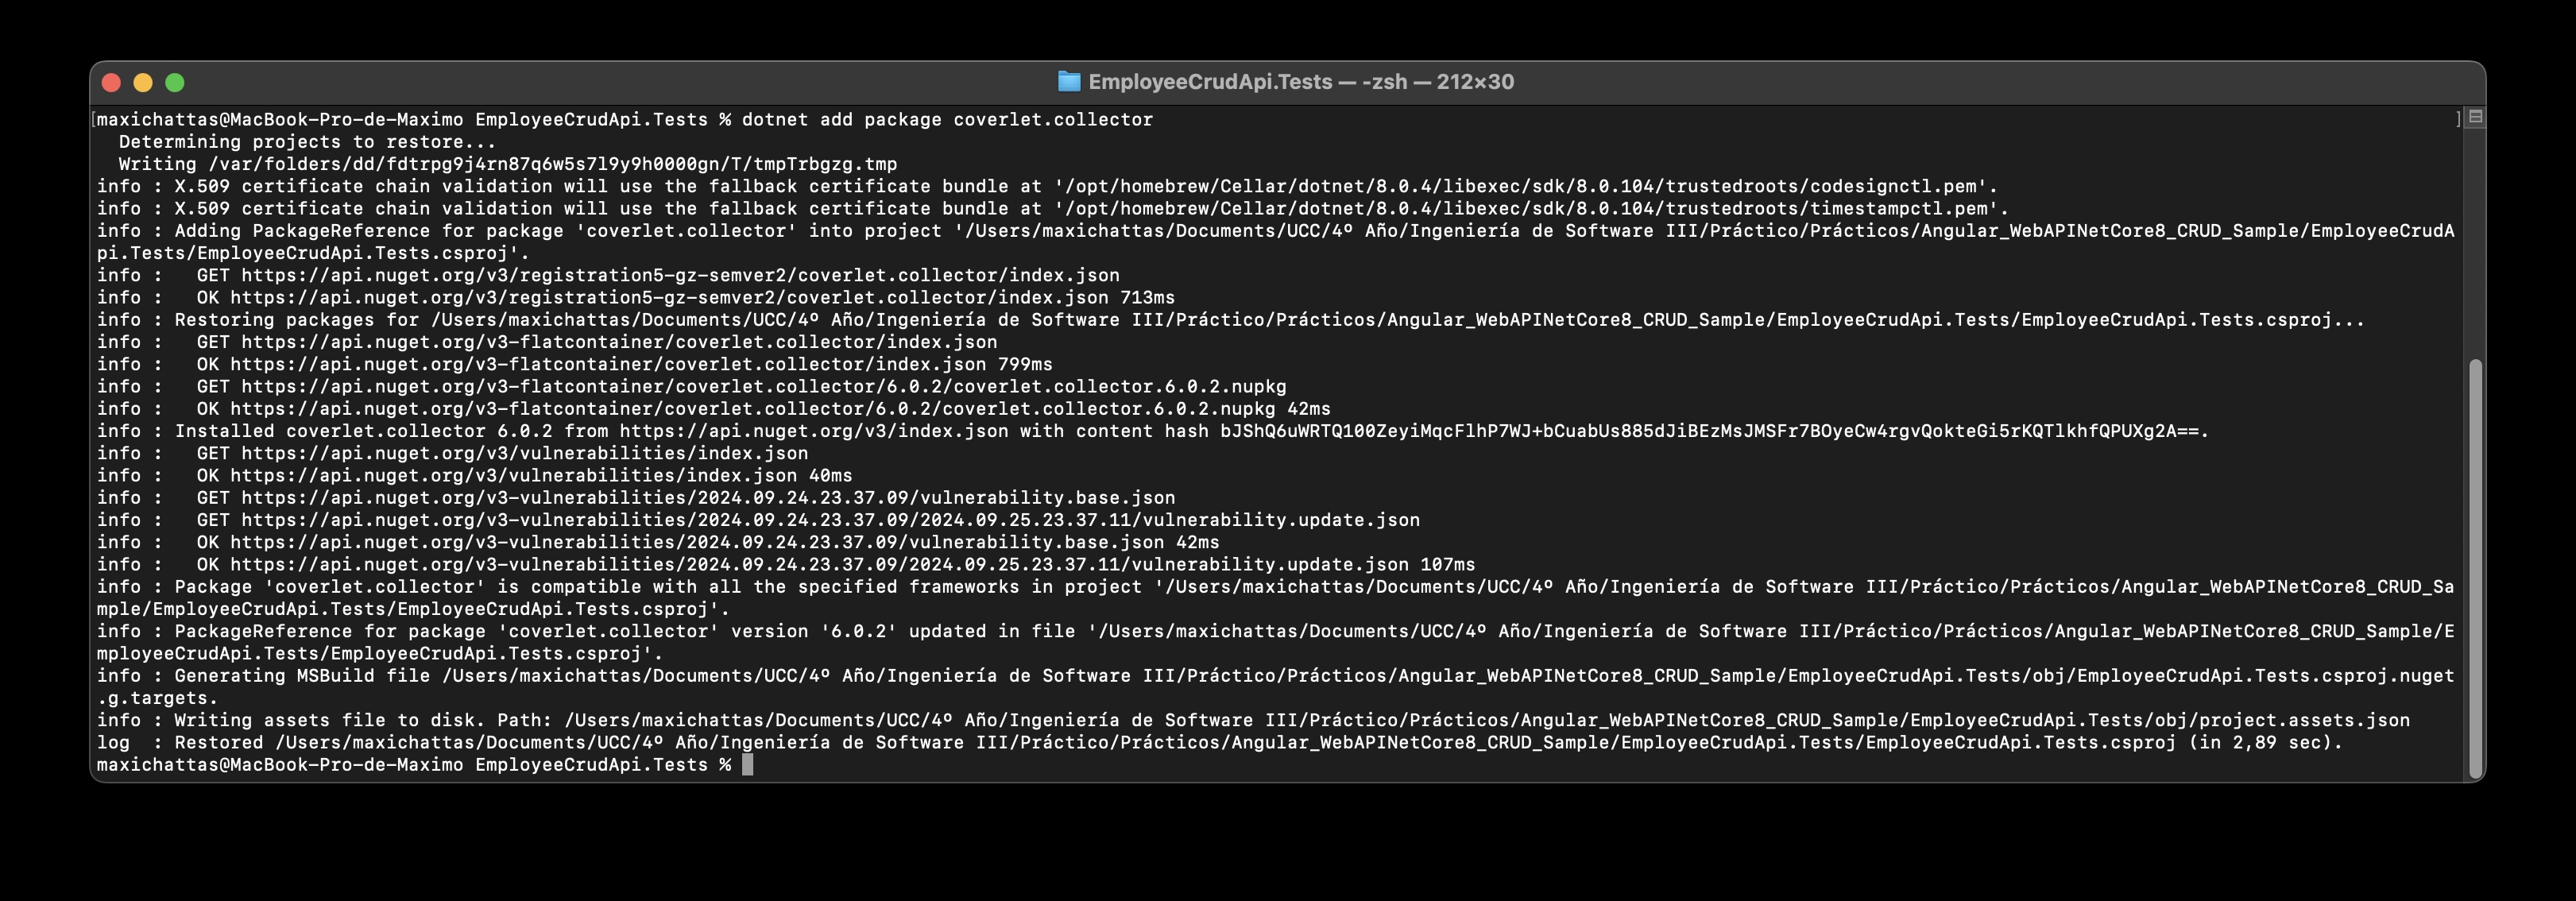 EmployeeCrudApi.Tests — -zsh — 212×30
[maxichattas@MacBook-Pro-de-Maximo EmployeeCrudApi.Tests % dotnet add package coverlet.collector ]
  Determining projects to restore...
  Writing /var/folders/dd/fdtrpg9j4rn87q6w5s7l9y9h0000gn/T/tmpTrbgzg.tmp
info : X.509 certificate chain validation will use the fallback certificate bundle at '/opt/homebrew/Cellar/dotnet/8.0.4/libexec/sdk/8.0.104/trustedroots/codesignctl.pem'.
info : X.509 certificate chain validation will use the fallback certificate bundle at '/opt/homebrew/Cellar/dotnet/8.0.4/libexec/sdk/8.0.104/trustedroots/timestampctl.pem'.
info : Adding PackageReference for package 'coverlet.collector' into project '/Users/maxichattas/Documents/UCC/4º Año/Ingeniería de Software III/Práctico/Prácticos/Angular_WebAPINetCore8_CRUD_Sample/EmployeeCrudA
pi.Tests/EmployeeCrudApi.Tests.csproj'.
info :   GET https://api.nuget.org/v3/registration5-gz-semver2/coverlet.collector/index.json
info :   OK https://api.nuget.org/v3/registration5-gz-semver2/coverlet.collector/index.json 713ms
info : Restoring packages for /Users/maxichattas/Documents/UCC/4º Año/Ingeniería de Software III/Práctico/Prácticos/Angular_WebAPINetCore8_CRUD_Sample/EmployeeCrudApi.Tests/EmployeeCrudApi.Tests.csproj...
info :   GET https://api.nuget.org/v3-flatcontainer/coverlet.collector/index.json
info :   OK https://api.nuget.org/v3-flatcontainer/coverlet.collector/index.json 799ms
info :   GET https://api.nuget.org/v3-flatcontainer/coverlet.collector/6.0.2/coverlet.collector.6.0.2.nupkg
info :   OK https://api.nuget.org/v3-flatcontainer/coverlet.collector/6.0.2/coverlet.collector.6.0.2.nupkg 42ms
info : Installed coverlet.collector 6.0.2 from https://api.nuget.org/v3/index.json with content hash bJShQ6uWRTQ100ZeyiMqcFlhP7WJ+bCuabUs885dJiBEzMsJMSFr7BOyeCw4rgvQokteGi5rKQTlkhfQPUXg2A==.
info :   GET https://api.nuget.org/v3/vulnerabilities/index.json
info :   OK https://api.nuget.org/v3/vulnerabilities/index.json 40ms
info :   GET https://api.nuget.org/v3-vulnerabilities/2024.09.24.23.37.09/vulnerability.base.json
info :   GET https://api.nuget.org/v3-vulnerabilities/2024.09.24.23.37.09/2024.09.25.23.37.11/vulnerability.update.json
info :   OK https://api.nuget.org/v3-vulnerabilities/2024.09.24.23.37.09/vulnerability.base.json 42ms
info :   OK https://api.nuget.org/v3-vulnerabilities/2024.09.24.23.37.09/2024.09.25.23.37.11/vulnerability.update.json 107ms
info : Package 'coverlet.collector' is compatible with all the specified frameworks in project '/Users/maxichattas/Documents/UCC/4º Año/Ingeniería de Software III/Práctico/Prácticos/Angular_WebAPINetCore8_CRUD_Sa
mple/EmployeeCrudApi.Tests/EmployeeCrudApi.Tests.csproj'.
info : PackageReference for package 'coverlet.collector' version '6.0.2' updated in file '/Users/maxichattas/Documents/UCC/4º Año/Ingeniería de Software III/Práctico/Prácticos/Angular_WebAPINetCore8_CRUD_Sample/E
mployeeCrudApi.Tests/EmployeeCrudApi.Tests.csproj'.
info : Generating MSBuild file /Users/maxichattas/Documents/UCC/4º Año/Ingeniería de Software III/Práctico/Prácticos/Angular_WebAPINetCore8_CRUD_Sample/EmployeeCrudApi.Tests/obj/EmployeeCrudApi.Tests.csproj.nuget
.g.targets.
info : Writing assets file to disk. Path: /Users/maxichattas/Documents/UCC/4º Año/Ingeniería de Software III/Práctico/Prácticos/Angular_WebAPINetCore8_CRUD_Sample/EmployeeCrudApi.Tests/obj/project.assets.json
log  : Restored /Users/maxichattas/Documents/UCC/4º Año/Ingeniería de Software III/Práctico/Prácticos/Angular_WebAPINetCore8_CRUD_Sample/EmployeeCrudApi.Tests/EmployeeCrudApi.Tests.csproj (in 2,89 sec).
maxichattas@MacBook-Pro-de-Maximo EmployeeCrudApi.Tests %